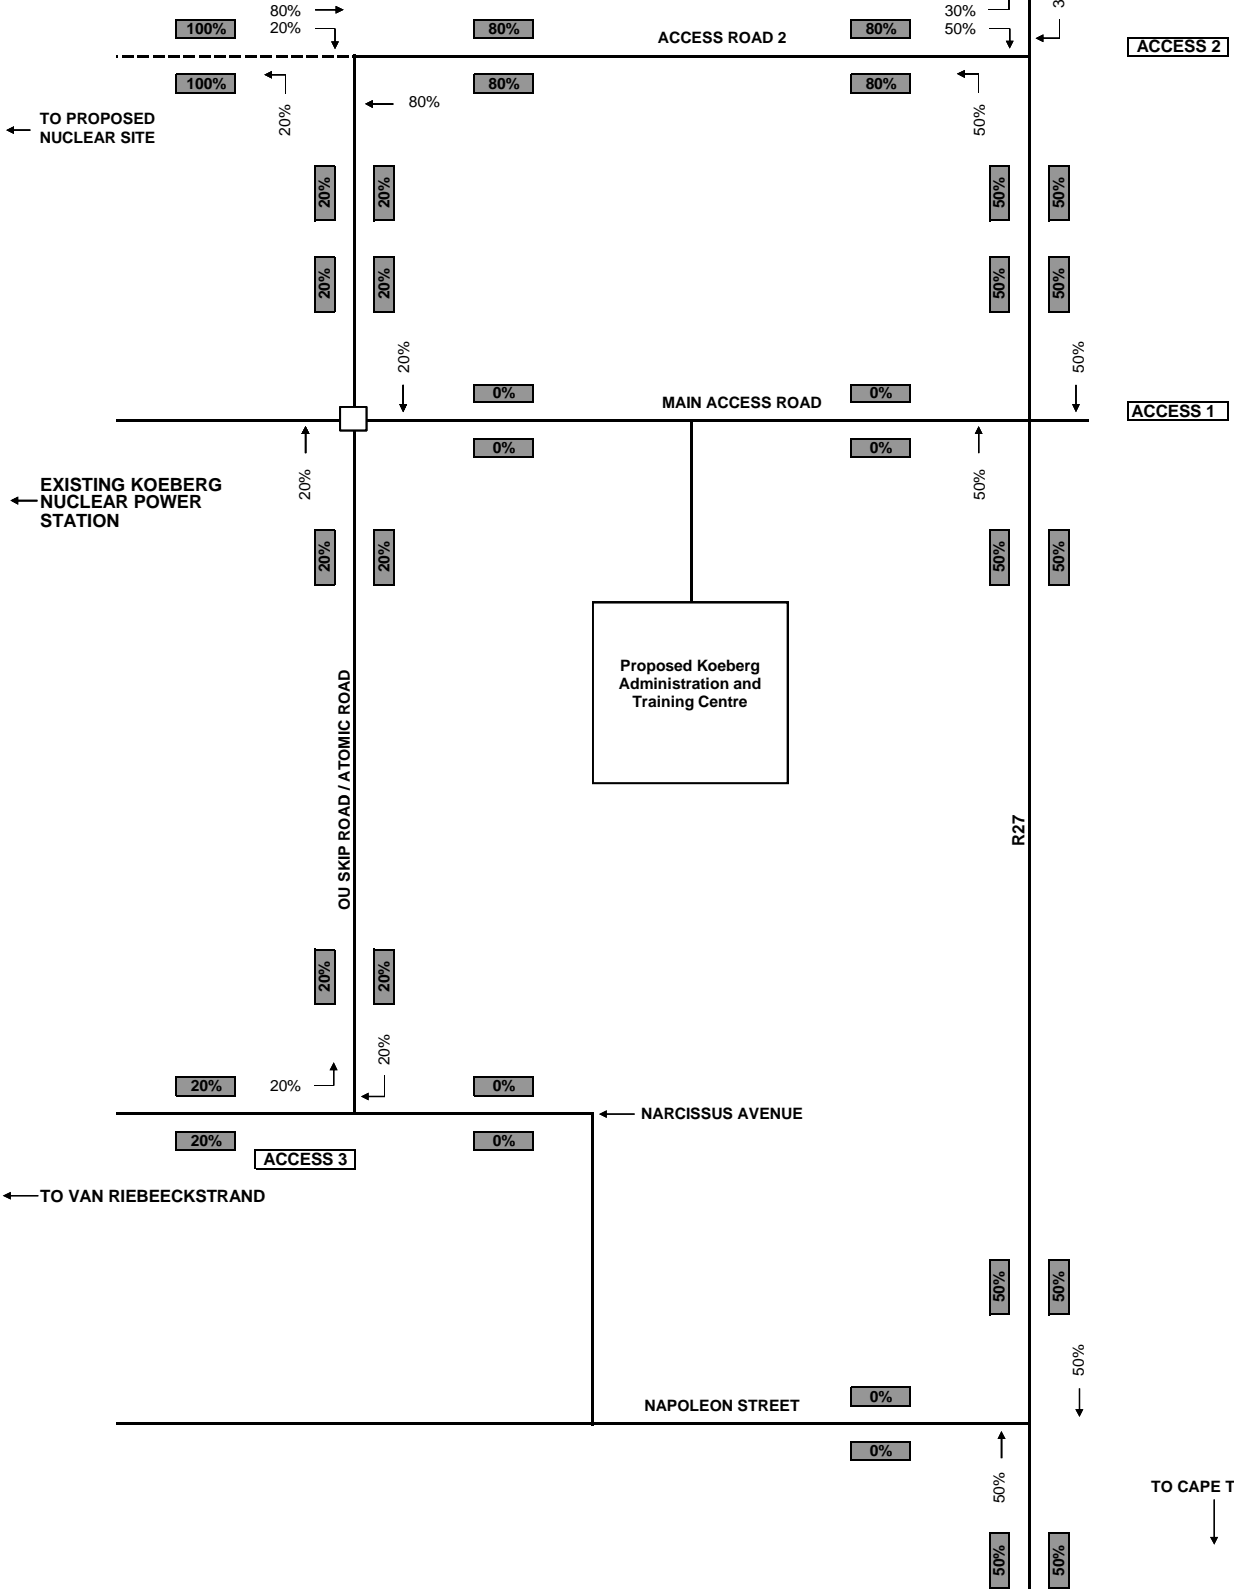 80%
30%
3
100%
20%
80%
80%
50%
ACCESS ROAD 2
ACCESS 2
100%
80%
80%
20%
80%
50%
TO PROPOSED
NUCLEAR SITE
20%
20%
50%
50%
20%
20%
50%
50%
20%
50%
0%
MAIN ACCESS ROAD
0%
ACCESS 1
0%
0%
20%
50%
EXISTING KOEBERG
NUCLEAR POWER
STATION
20%
20%
50%
50%
Proposed Koeberg
Administration and
Training Centre
OU SKIP ROAD / ATOMIC ROAD
R27
20%
20%
20%
20%
20%
0%
NARCISSUS AVENUE
20%
0%
ACCESS 3
TO VAN RIEBEECKSTRAND
50%
50%
50%
NAPOLEON STREET
0%
0%
50%
TO CAPE T
50%
50%